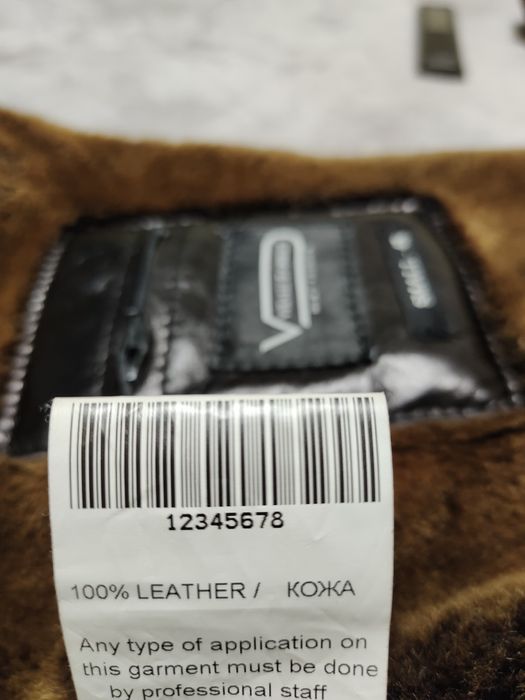 12345678
100% LEATHER / КОЖА
Any type of application on
this garment must be done
by professional staff